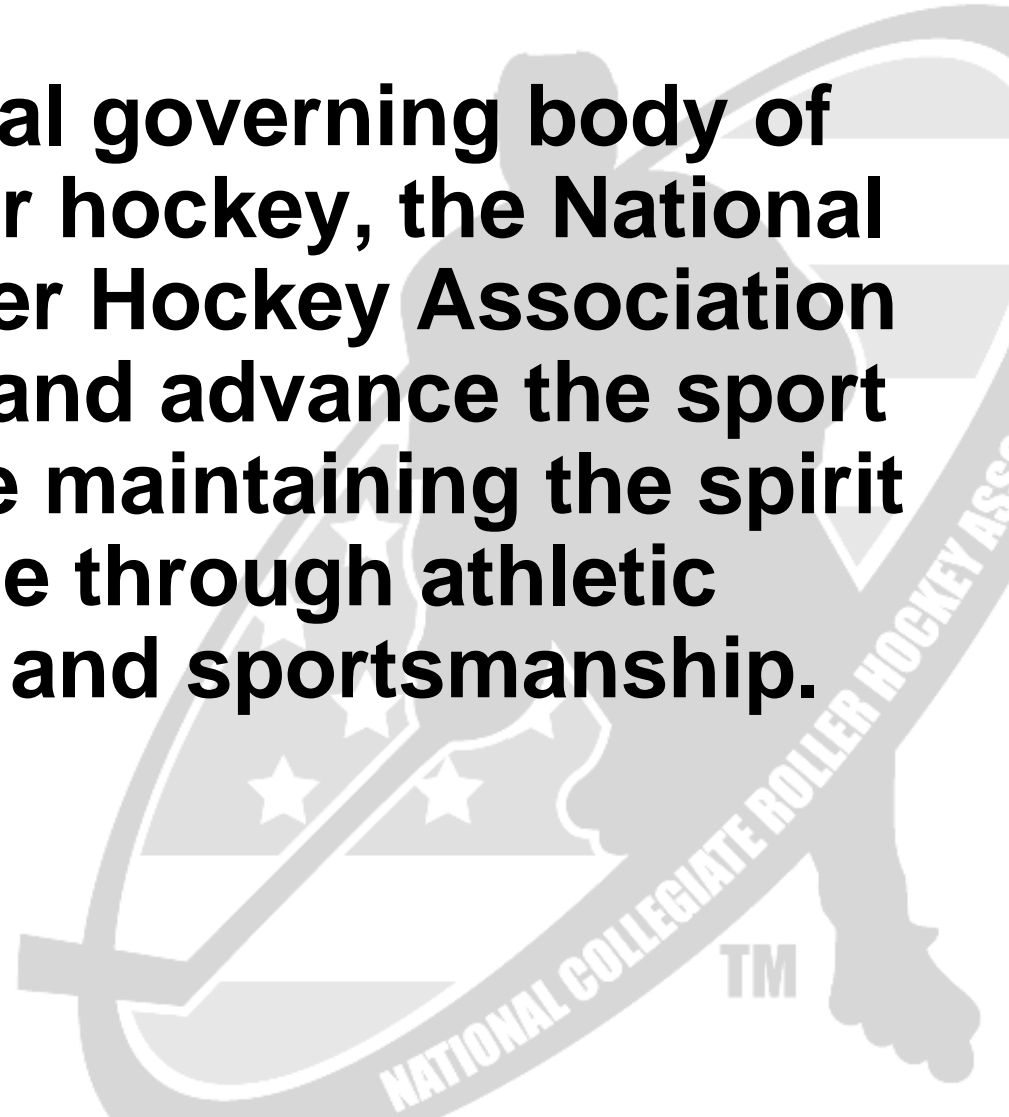 al governing body of
r hockey, the National
er Hockey Association
and advance the sport
e maintaining the spirit
e through athletic
and sportsmanship.
NATIONAL COLLEGIATE ROLLER HOCKEY ASSO
TM